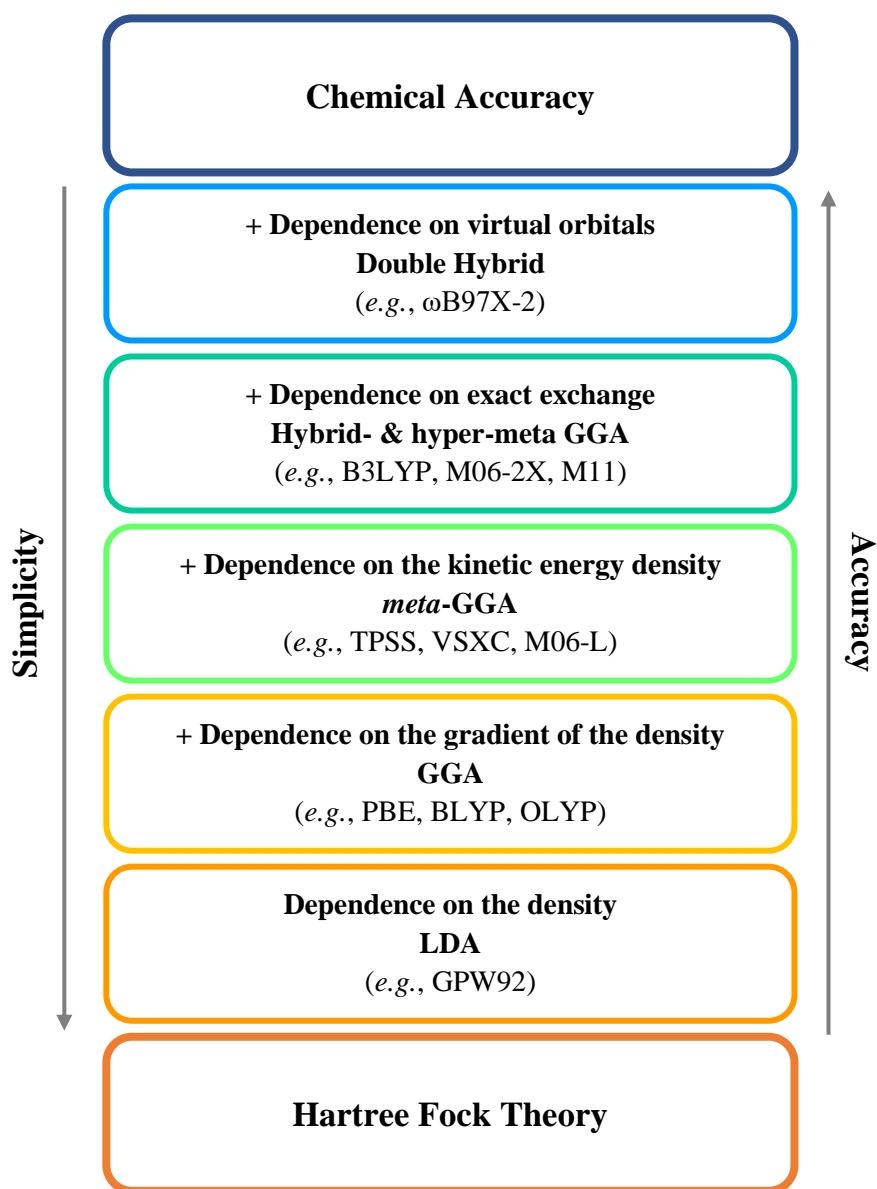 Chemical Accuracy
+ Dependence on virtual orbitals
Double Hybrid
(e.g., ωB97X-2)
+ Dependence on exact exchange
Hybrid- & hyper-meta GGA
(e.g., B3LYP, M06-2X, M11)
+ Dependence on the kinetic energy density
meta-GGA
(e.g., TPSS, VSXC, M06-L)
+ Dependence on the gradient of the density
GGA
(e.g., PBE, BLYP, OLYP)
Dependence on the density
LDA
(e.g., GPW92)
Hartree Fock Theory
Simplicity
Accuracy